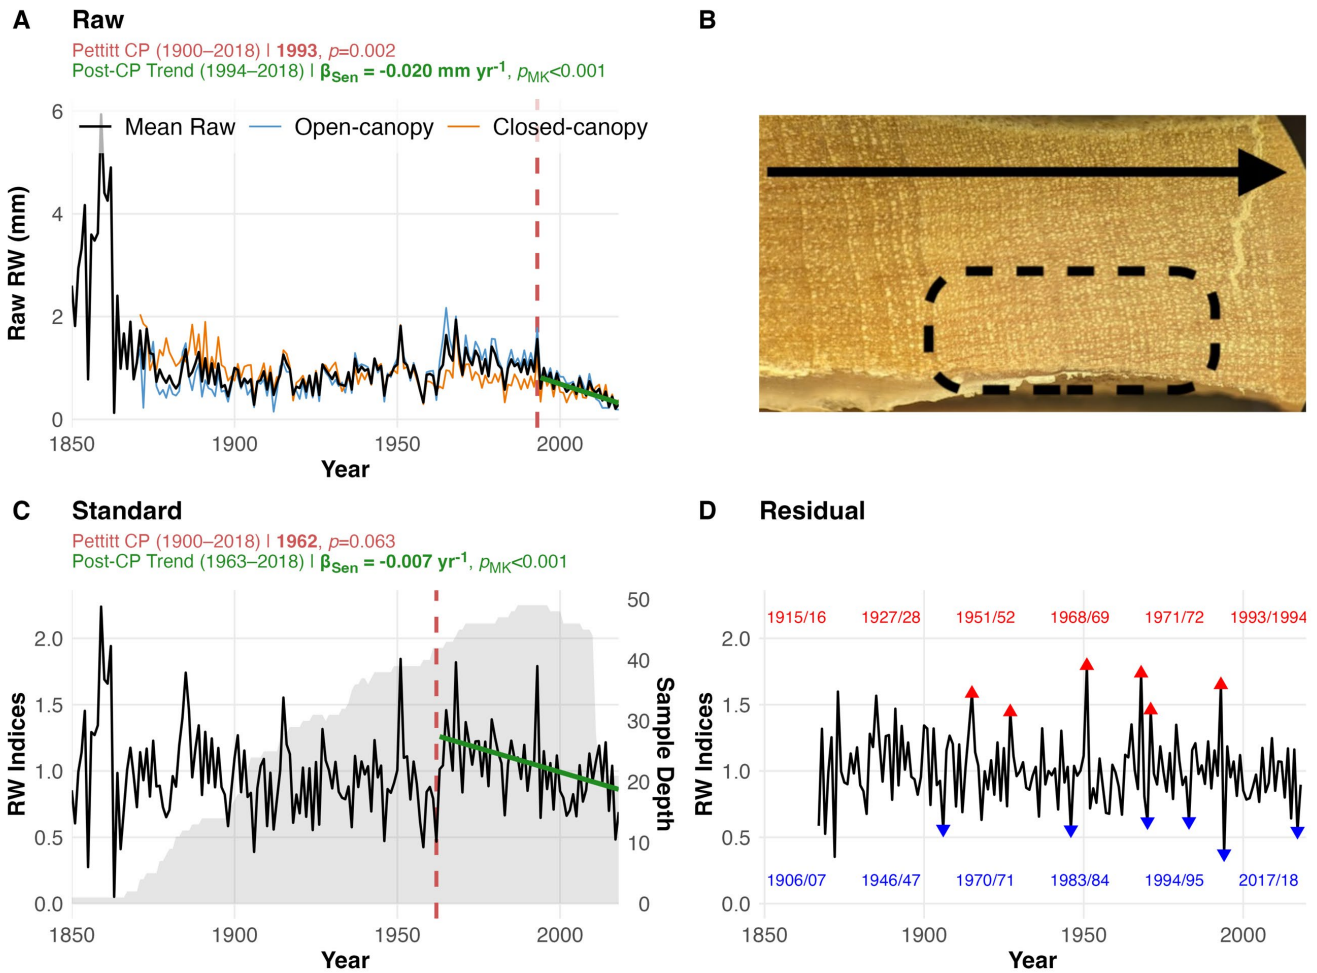 A Raw
Pettitt CP (1900–2018) | 1993, p=0.002
Post-CP Trend (1994–2018) | βSen = -0.020 mm yr-1, pMK<0.001
Mean Raw Open-canopy Closed-canopy
Raw RW (mm)
6
4
2
0
1850 1900 1950 2000
Year
B
C Standard
Pettitt CP (1900–2018) | 1962, p=0.063
Post-CP Trend (1963–2018) | βSen = -0.007 yr-1, pMK<0.001
RW Indices
2.0
1.5
1.0
0.5
0.0
50
40
30
20
10
0
Sample Depth
1850 1900 1950 2000
Year
D Residual
1915/16 1927/28 1951/52 1968/69 1971/72 1993/1994
RW Indices
2.0
1.5
1.0
0.5
0.0
1906/07 1946/47 1970/71 1983/84 1994/95 2017/18
1850 1900 1950 2000
Year